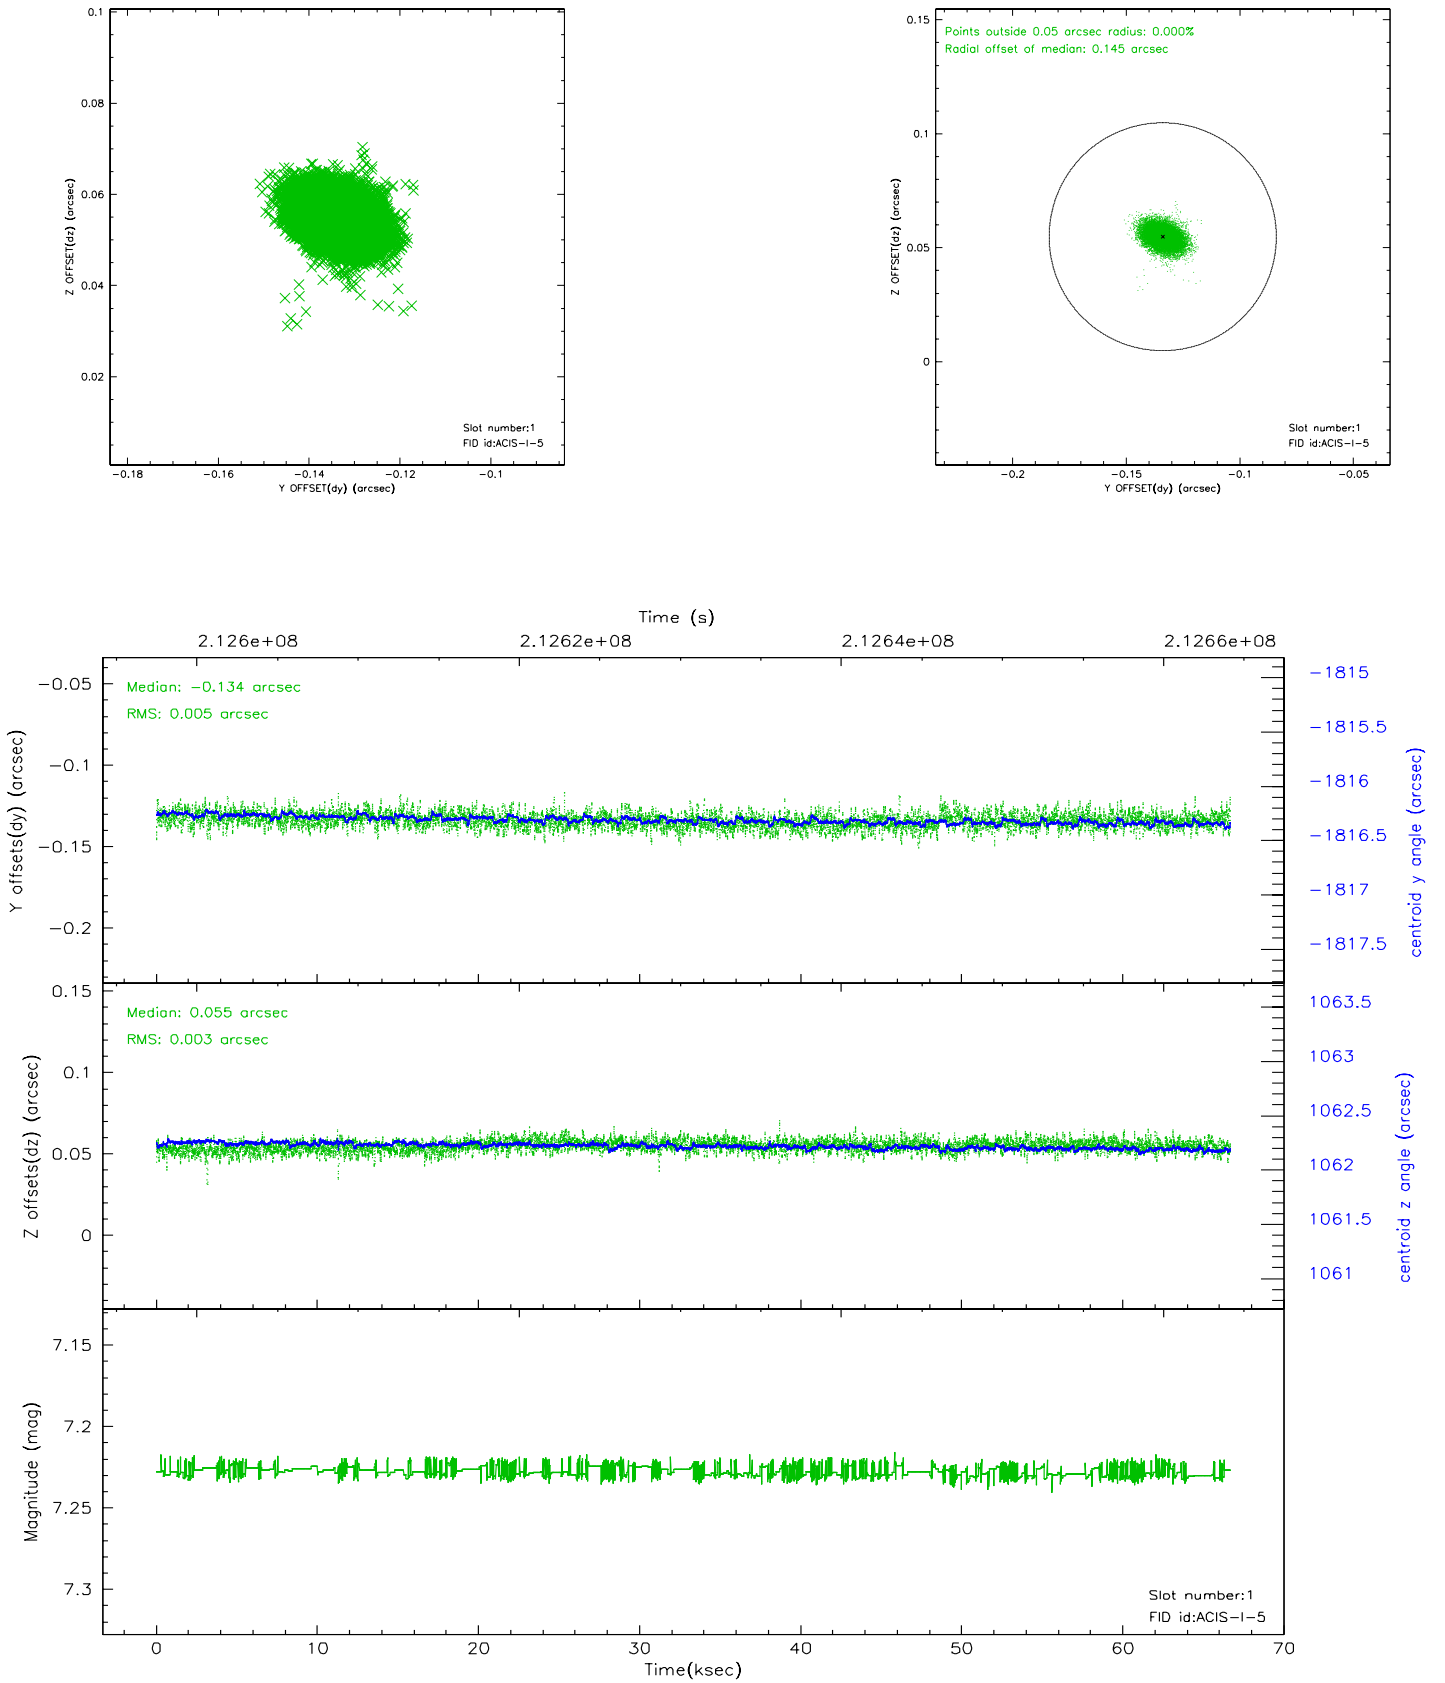 0.1
0.08
0.06
0.04
0.02
Z OFFSET(dz) (arcsec)
Slot number:1
FID id:ACIS-I-5
-0.18
-0.16
-0.14
-0.12
-0.1
Y OFFSET(dy) (arcsec)
Points outside 0.05 arcsec radius: 0.000%
Radial offset of median: 0.145 arcsec
0.15
0.1
0.05
0
Z OFFSET(dz) (arcsec)
Slot number:1
FID id:ACIS-I-5
-0.2
-0.15
-0.1
-0.05
Y OFFSET(dy) (arcsec)
Time (s)
2.126e+08
2.1262e+08
2.1264e+08
2.1266e+08
Median: -0.134 arcsec
RMS: 0.005 arcsec
-0.05
-0.1
-0.15
-0.2
Y offsets(dy) (arcsec)
-1815
-1815.5
-1816
-1816.5
-1817
-1817.5
centroid y angle (arcsec)
Median: 0.055 arcsec
RMS: 0.003 arcsec
0.15
0.1
0.05
0
Z offsets(dz) (arcsec)
1063.5
1063
1062.5
1062
1061.5
1061
centroid z angle (arcsec)
7.15
7.2
7.25
7.3
Magnitude (mag)
Slot number:1
FID id:ACIS-I-5
0
10
20
30
40
50
60
70
Time(ksec)